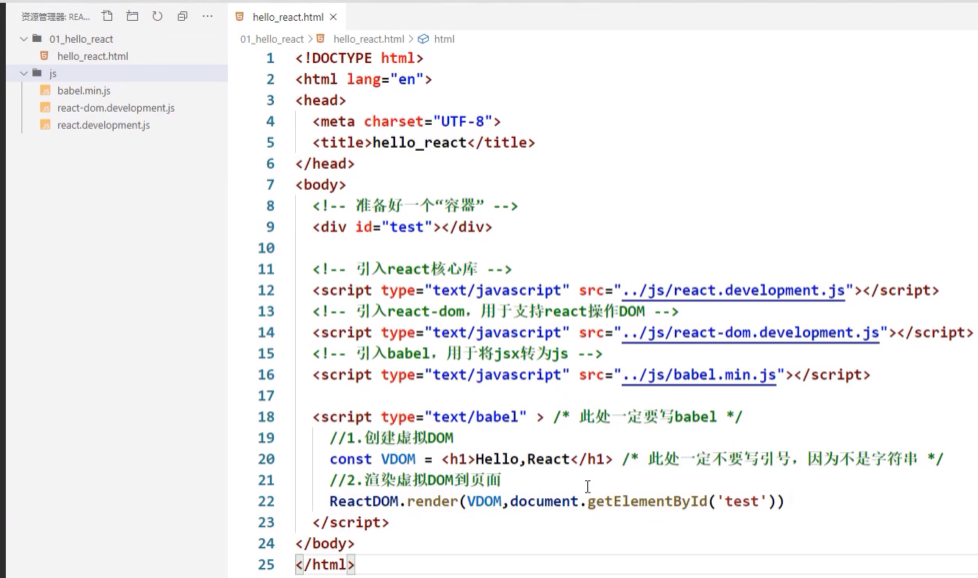 资源管理器: REA...
01_hello_react
hello_react.html
js
babel.min.js
react-dom.development.js
react.development.js
hello_react.html
01_hello_react > hello_react.html > html
1 <!DOCTYPE html>
2 <html lang="en">
3 <head>
4 <meta charset="UTF-8">
5 <title>hello_react</title>
6 </head>
7 <body>
8 <!-- 准备好一个“容器” -->
9 <div id="test"></div>
10
11 <!-- 引入react核心库 -->
12 <script type="text/javascript" src="../js/react.development.js"></script>
13 <!-- 引入react-dom，用于支持react操作DOM -->
14 <script type="text/javascript" src="../js/react-dom.development.js"></script>
15 <!-- 引入babel，用于将jsx转为js -->
16 <script type="text/javascript" src="../js/babel.min.js"></script>
17
18 <script type="text/babel" > /* 此处一定要写babel */
19 //1.创建虚拟DOM
20 const VDOM = <h1>Hello,React</h1> /* 此处一定不要写引号，因为不是字符串 */
21 //2.渲染虚拟DOM到页面
22 ReactDOM.render(VDOM,document.getElementById('test'))
23 </script>
24 </body>
25 </html>